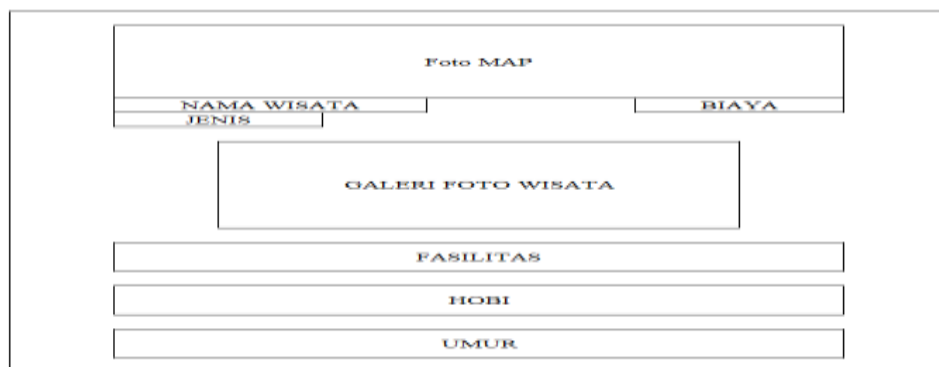 Foto MAP
NAMA WISATA
BIAYA
JENIS
GALERI FOTO WISATA
FASILITAS
HOBI
UMUR